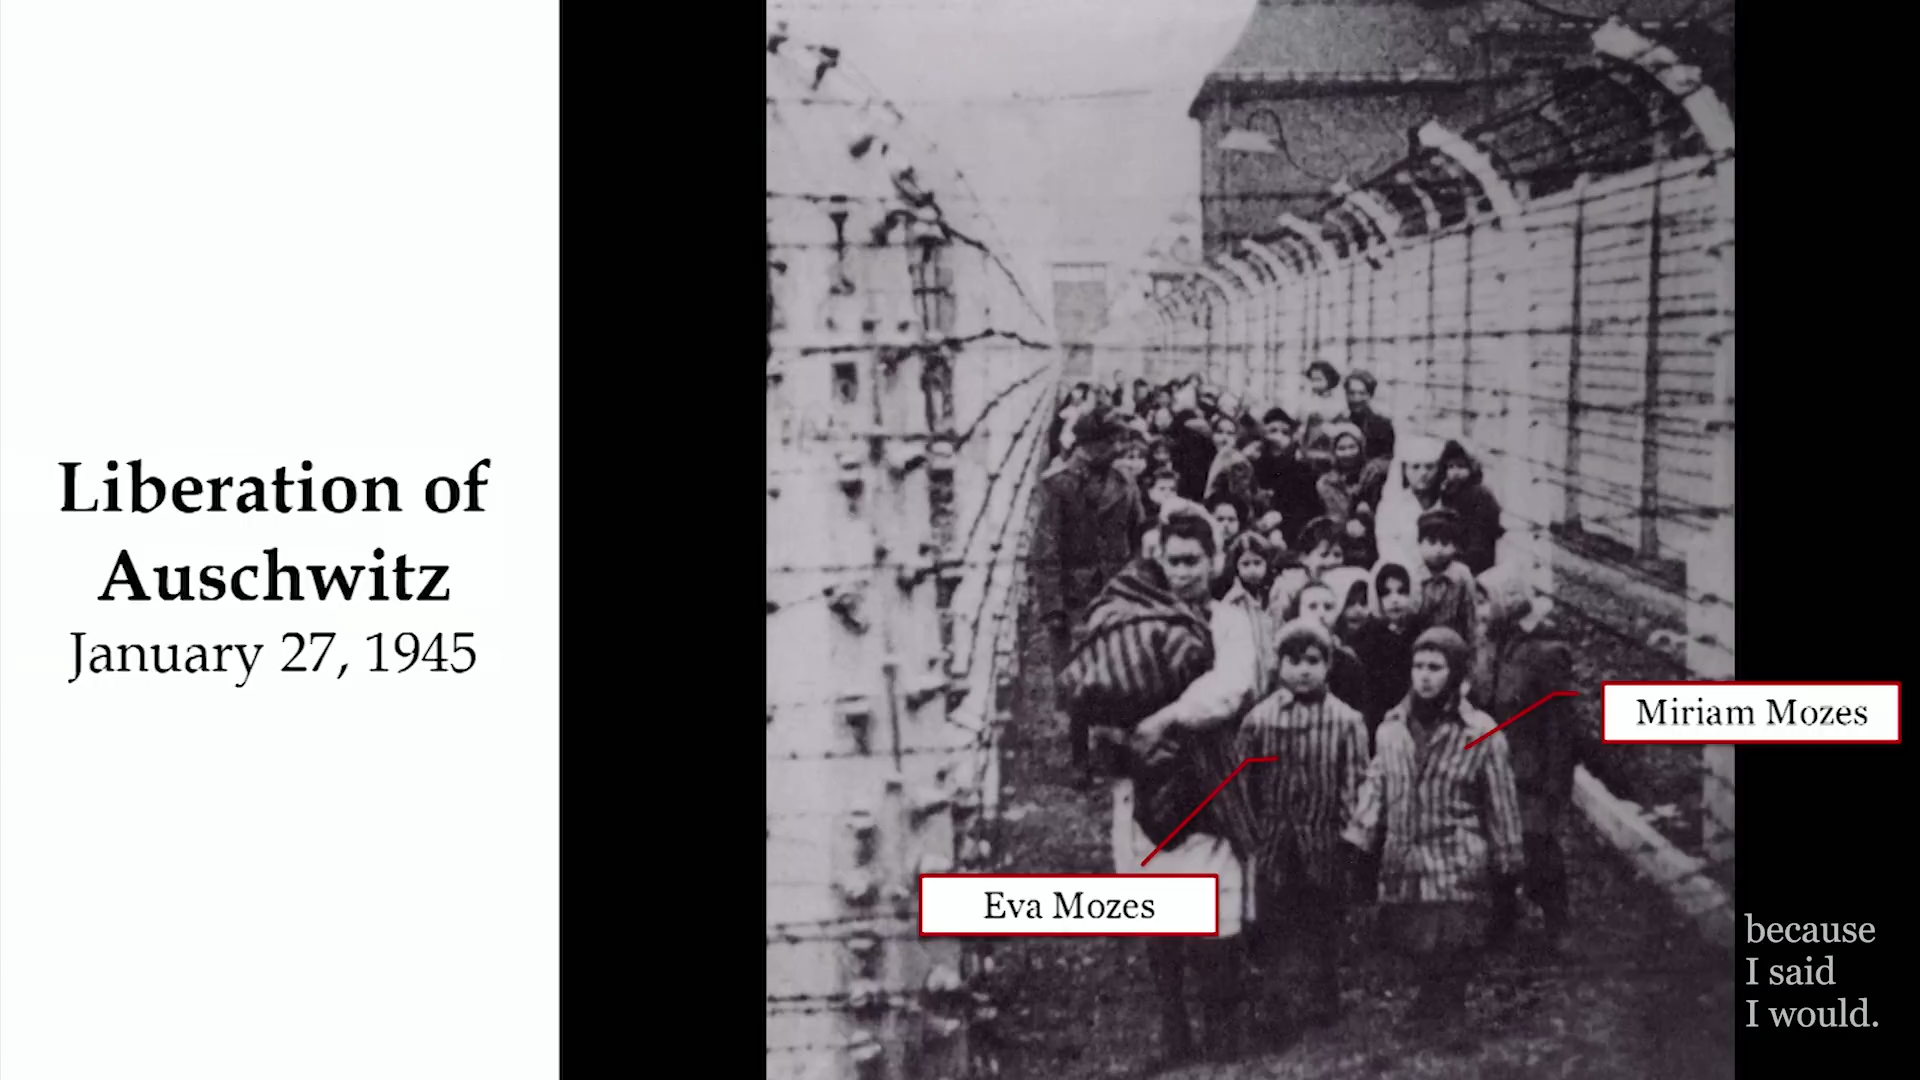 Liberation of
Auschwitz
January 27, 1945
Miriam Mozes
Eva Mozes
because
I said
I would.